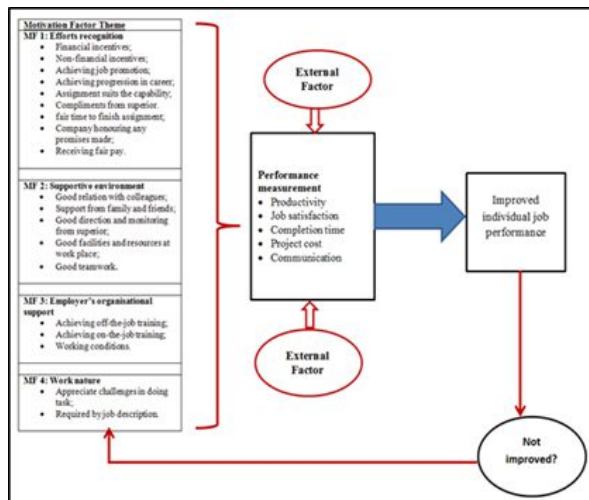 Motivation Factor Theme
MF 1: Efforts recognition
• Financial incentives;
• Non-financial incentives;
• Achieving job promotion;
• Achieving progression in career;
• Assignment suits the capability;
• Compliments from superior.
• fair time to finish assignment;
• Company honouring any
promises made;
• Receiving fair pay.
MF 2: Supportive environment
• Good relation with colleagues;
• Support from family and friends;
• Good direction and monitoring
from superior;
• Good facilities and resources at
work place;
• Good teamwork.
MF 3: Employer's organisational
support
• Achieving off-the-job training;
• Achieving on-the-job training;
• Working conditions.
MF 4: Work nature
• Appreciate challenges in doing
task;
• Required by job description.
External
Factor
Performance
measurement
• Productivity
• Job satisfaction
• Completion time
• Project cost
• Communication
External
Factor
Improved
individual job
performance
Not
improved?